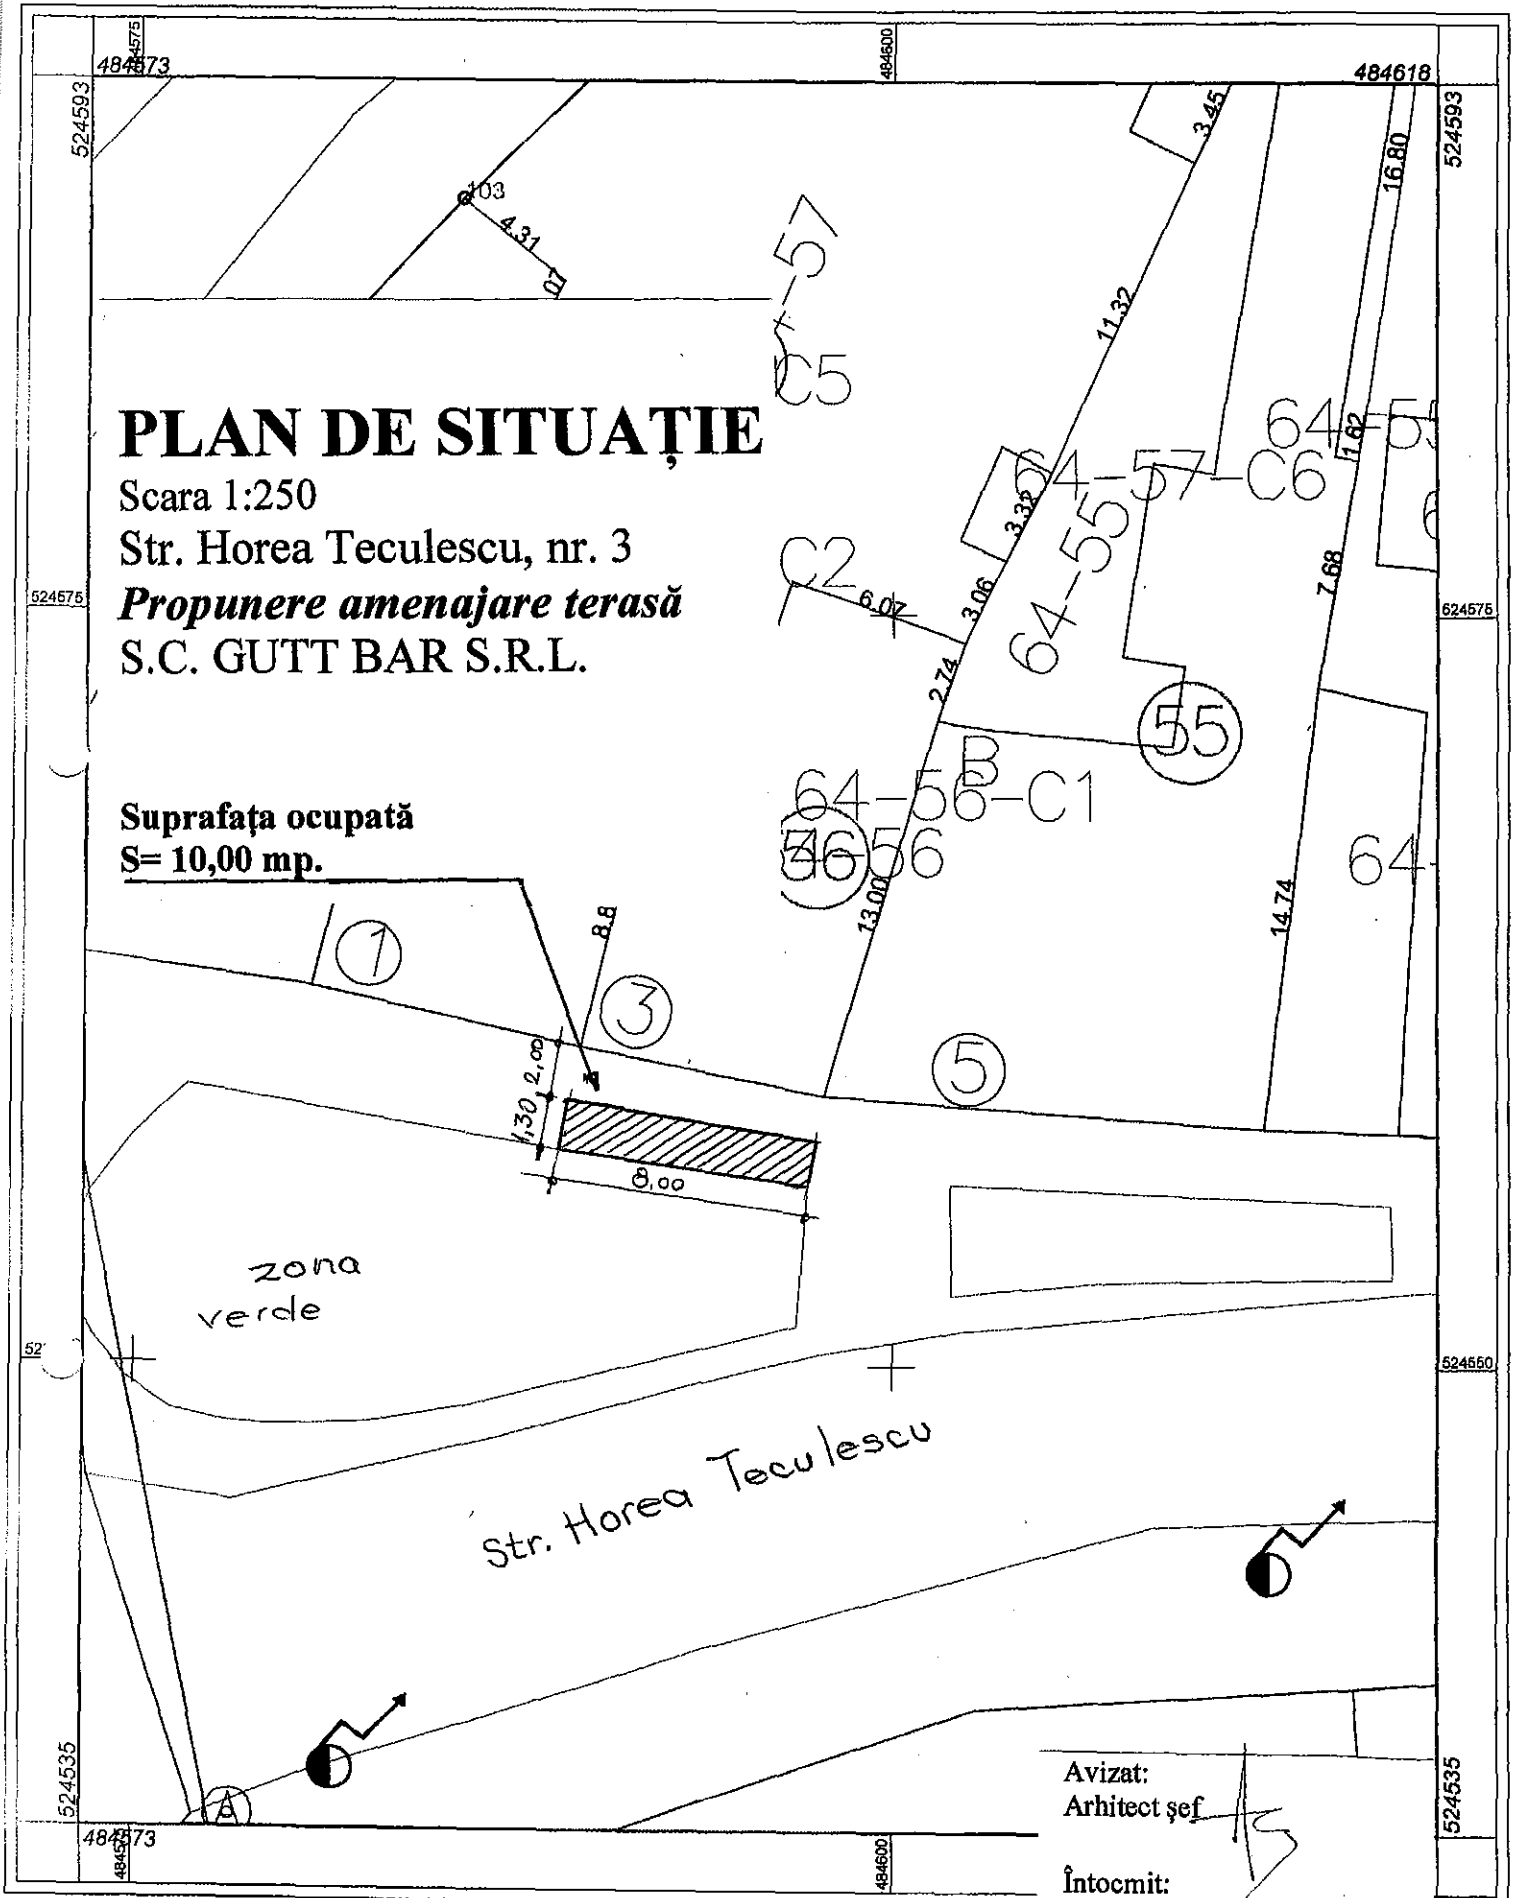 484575
484573
484600
484618
524593
524593
3.45
16.80
103
4.31
07
57
11.32
C5
PLAN DE SITUAȚIE
Scara 1:250
Str. Horea Teculescu, nr. 3
Propunere amenajare terasă
S.C. GUTT BAR S.R.L.
1.62
64-57-C6
3.32
64-55
C2
6.07
3.06
7.68
524575
524575
2.74
55
B
64-56-C1
64-
13.00
14.74
Suprafața ocupată
S= 10,00 mp.
1
8.8
3
5
2,00
1,30
8,00
zona
verde
524550
Str. Horea Teculescu
524535
524535
A
484573
484600
Avizat:
Arhitect șef
Întocmit: